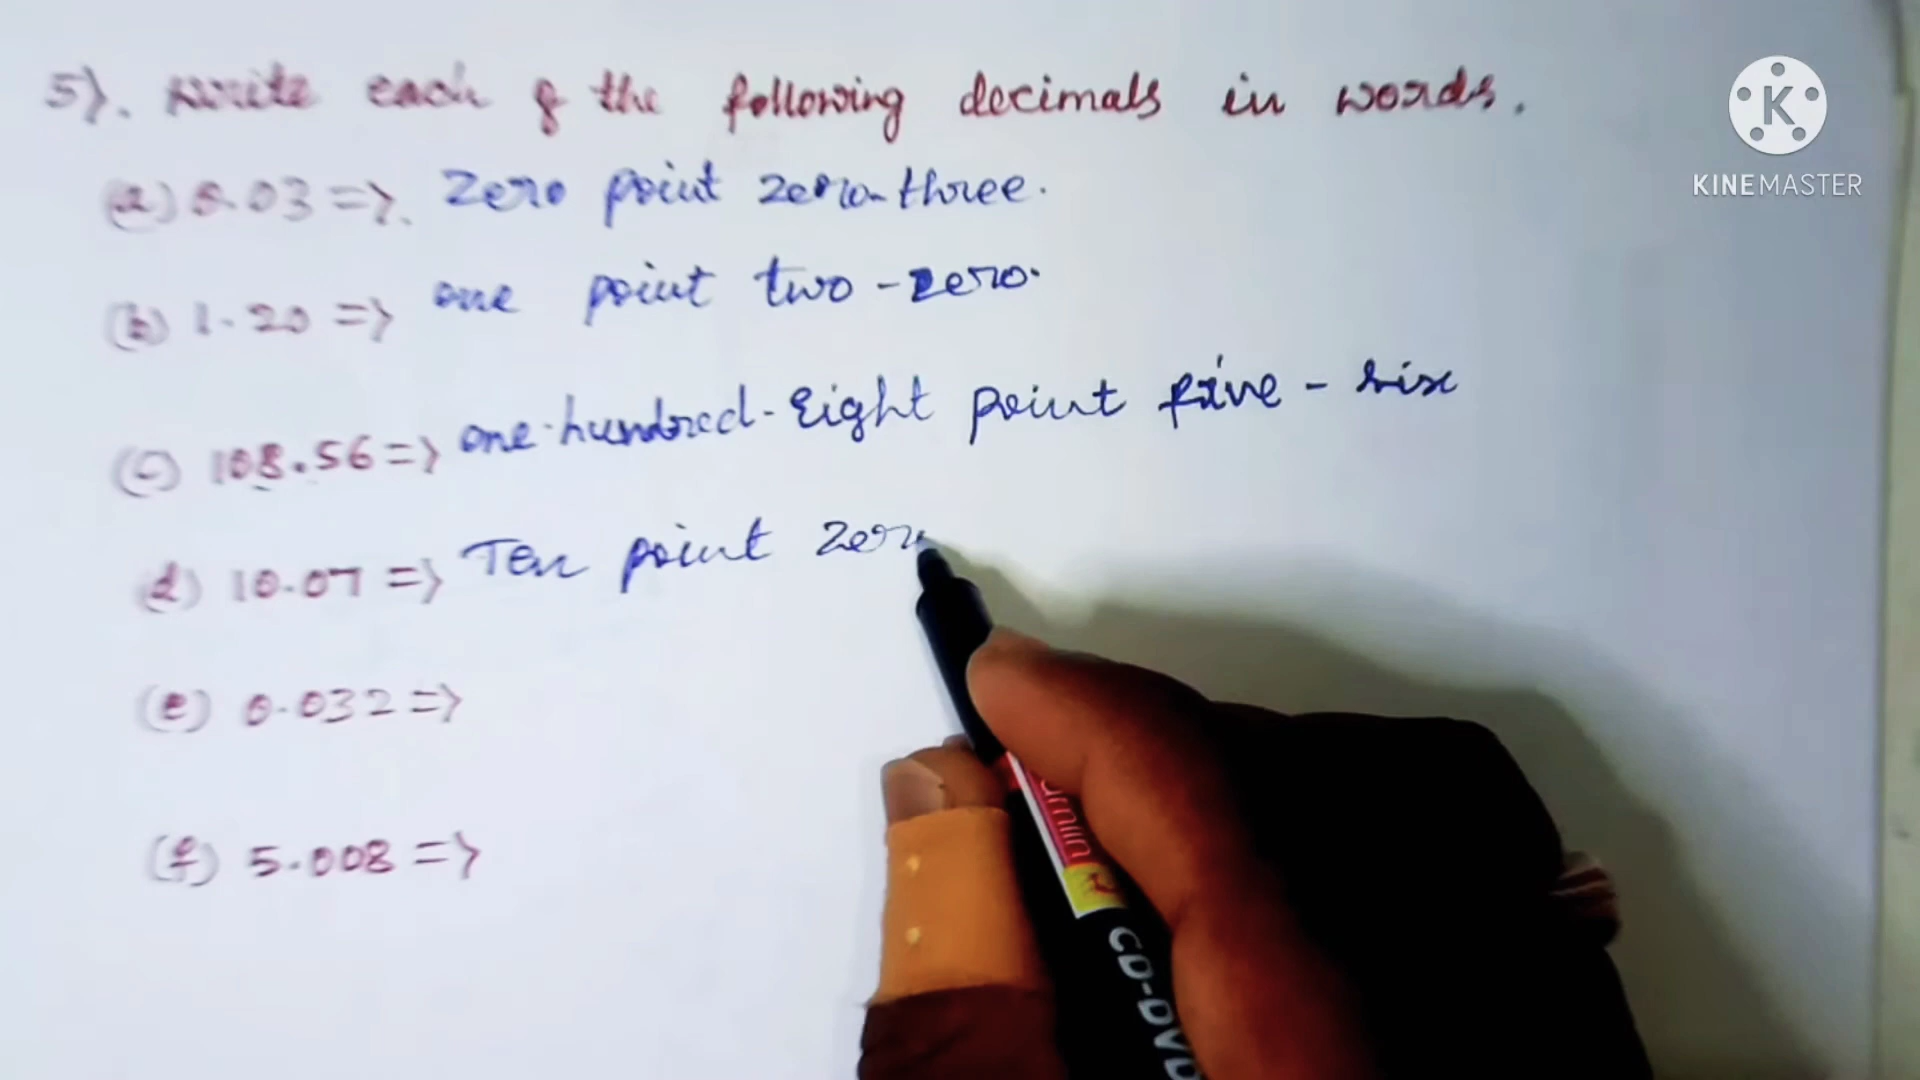 5). Write each of the following decimals in words.
K
KINEMASTER
(a) 0.03 => Zero point zero-three.
(b) 1.20 => one point two-zero.
(c) 108.56 => one-hundred-Eight point five-six
(d) 10.07 => Ten point zero
(e) 0.032 =>
(f) 5.008 =>
CD-DVD